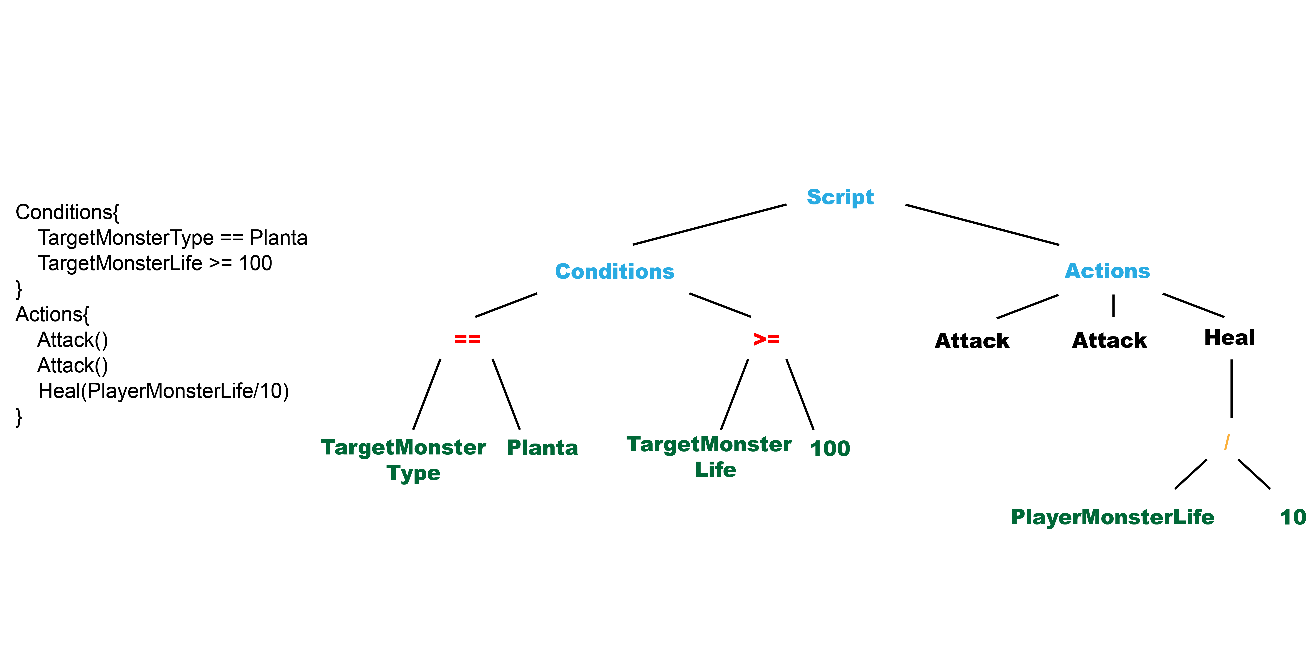 Conditions{
TargetMonsterType == Planta
TargetMonsterLife >= 100
}
Actions{
Attack()
Attack()
Heal(PlayerMonsterLife/10)
}
Script
Conditions
Actions
==
>=
Attack
Attack
Heal
TargetMonster
Type
Planta
TargetMonster
Life
100
/
PlayerMonsterLife
10